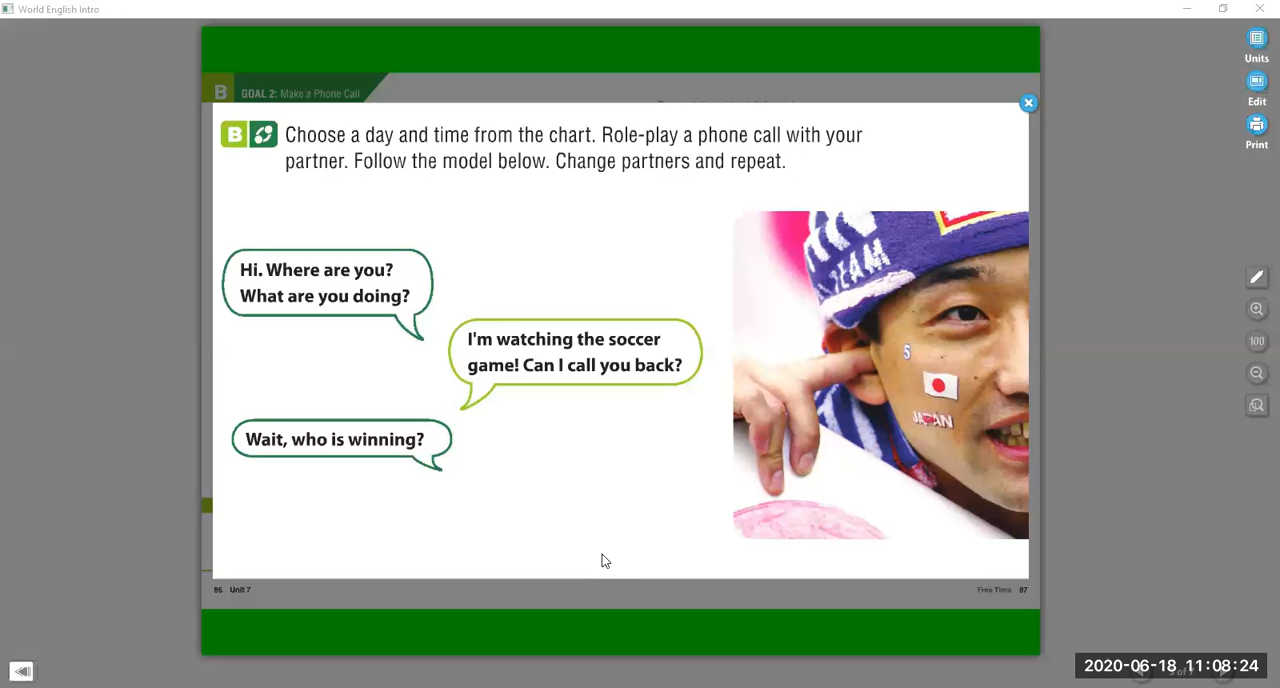 World English Intro
Units
B GOAL 2: Make a Phone Call
Edit
B Choose a day and time from the chart. Role-play a phone call with your
partner. Follow the model below. Change partners and repeat.
Print
TEAM
Hi. Where are you?
What are you doing?
I'm watching the soccer
game! Can I call you back?
100
5
JAPAN
Wait, who is winning?
86 Unit 7
Free Time 87
2020-06-18 11:08:24